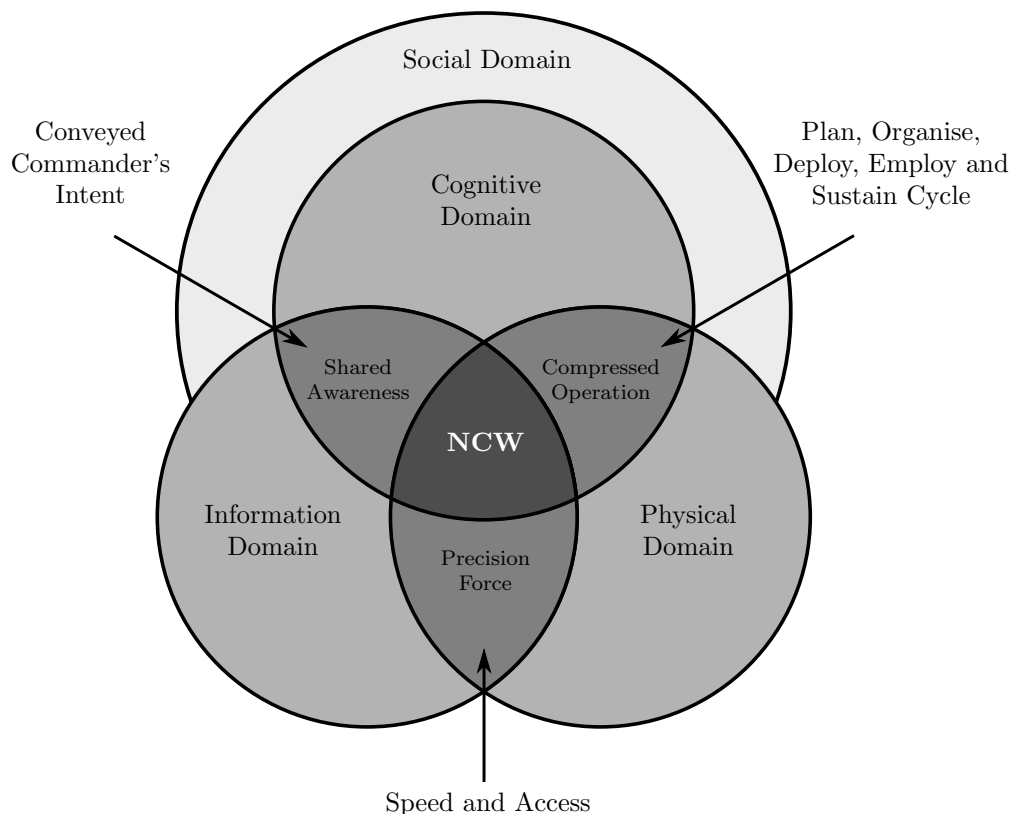 Social Domain
Conveyed
Commander's
Intent
Plan, Organise,
Deploy, Employ and
Sustain Cycle
Cognitive
Domain
Shared
Awareness
Compressed
Operation
NCW
Information
Domain
Physical
Domain
Precision
Force
Speed and Access